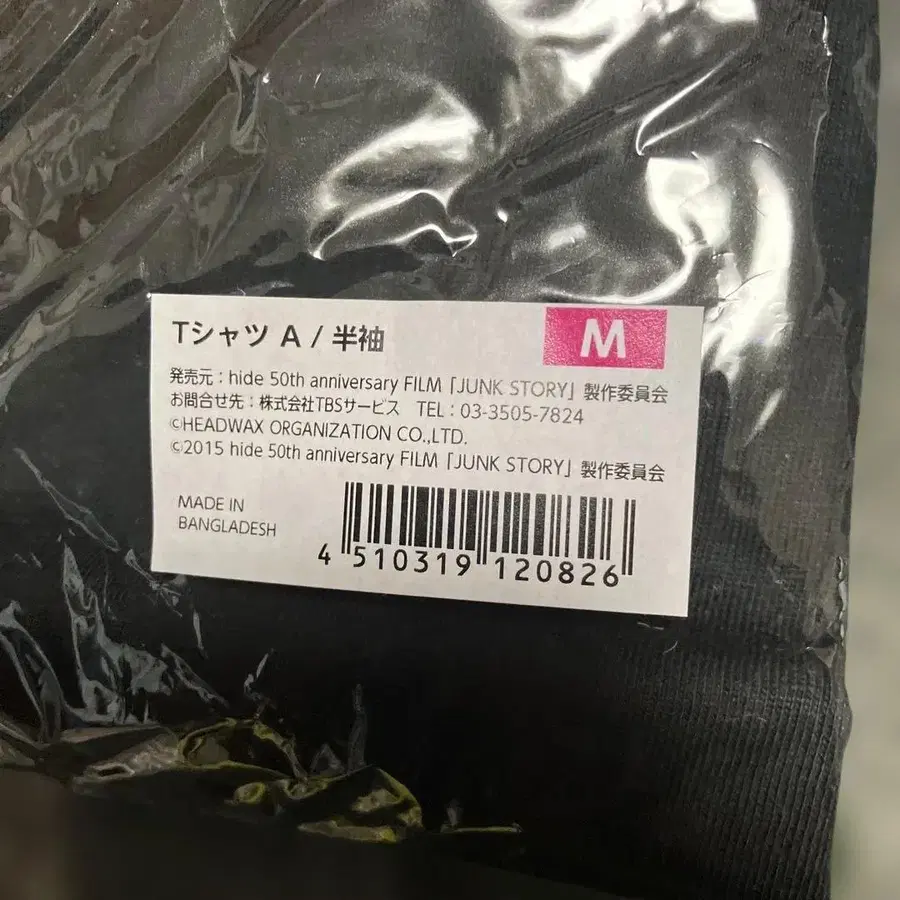 Tシャツ A / 半袖
M
発売元：hide 50th anniversary FILM「JUNK STORY」製作委員会
お問合せ先：株式会社TBSサービス　TEL：03-3505-7824
©HEADWAX ORGANIZATION CO.,LTD.
©2015 hide 50th anniversary FILM「JUNK STORY」製作委員会
MADE IN
BANGLADESH
4 510319 120826